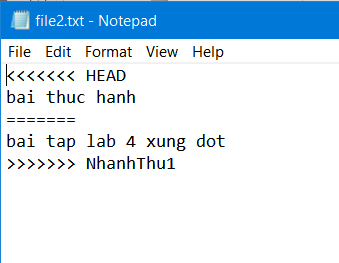 file2.txt - Notepad
File Edit Format View Help
<<<<<<< HEAD
bai thuc hanh
=======
bai tap lab 4 xung dot
>>>>>>> NhanhThu1